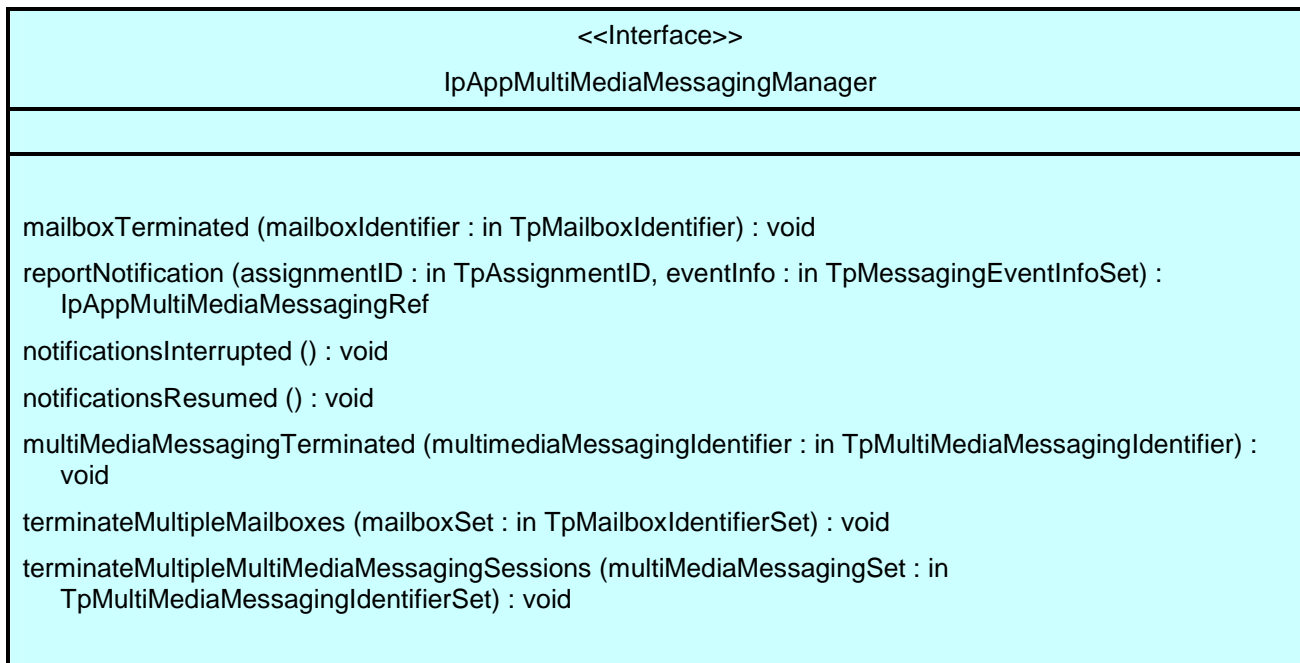 <<Interface>>
IpAppMultiMediaMessagingManager
mailboxTerminated (mailboxIdentifier : in TpMailboxIdentifier) : void
reportNotification (assignmentID : in TpAssignmentID, eventInfo : in TpMessagingEventInfoSet) :
IpAppMultiMediaMessagingRef
notificationsInterrupted () : void
notificationsResumed () : void
multiMediaMessagingTerminated (multimediaMessagingIdentifier : in TpMultiMediaMessagingIdentifier) :
void
terminateMultipleMailboxes (mailboxSet : in TpMailboxIdentifierSet) : void
terminateMultipleMultiMediaMessagingSessions (multiMediaMessagingSet : in
TpMultiMediaMessagingIdentifierSet) : void